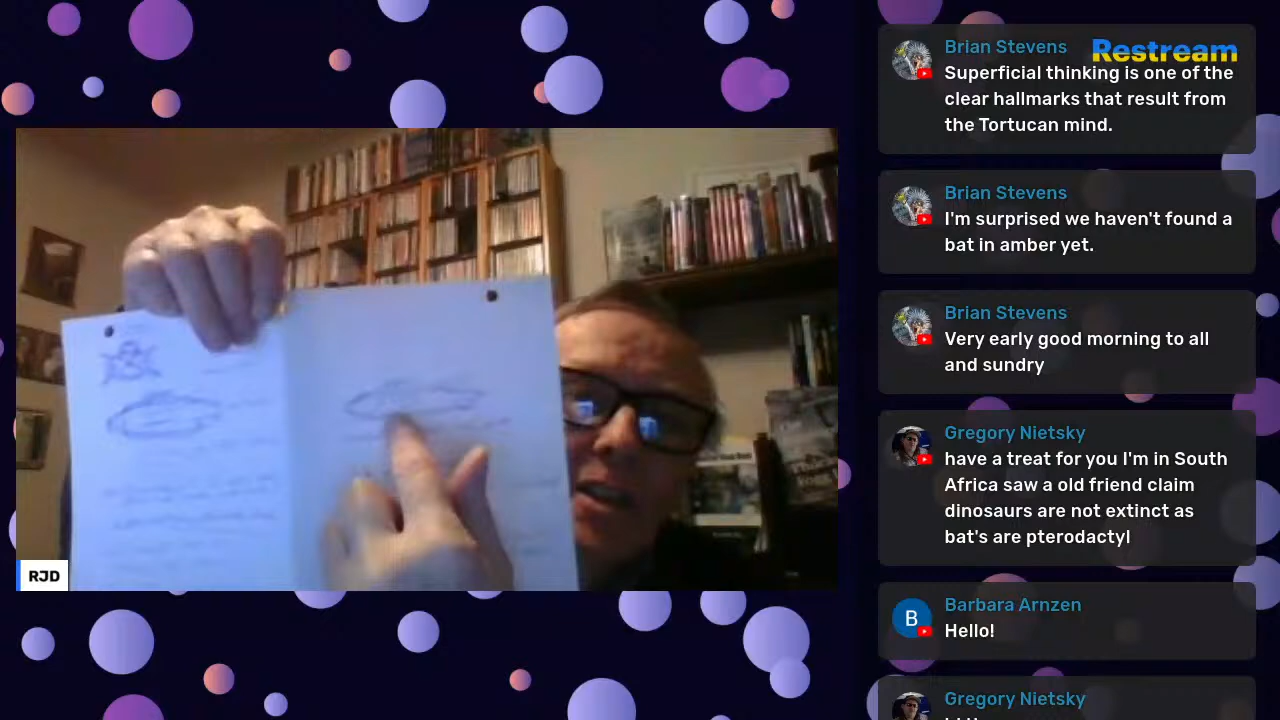 Brian Stevens
Restream
Superficial thinking is one of the
clear hallmarks that result from
the Tortucan mind.
Brian Stevens
I'm surprised we haven't found a
bat in amber yet.
Brian Stevens
Very early good morning to all
and sundry
Gregory Nietsky
have a treat for you I'm in South
Africa saw a old friend claim
dinosaurs are not extinct as
bat's are pterodactyl
B
Barbara Arnzen
Hello!
Gregory Nietsky
RJD